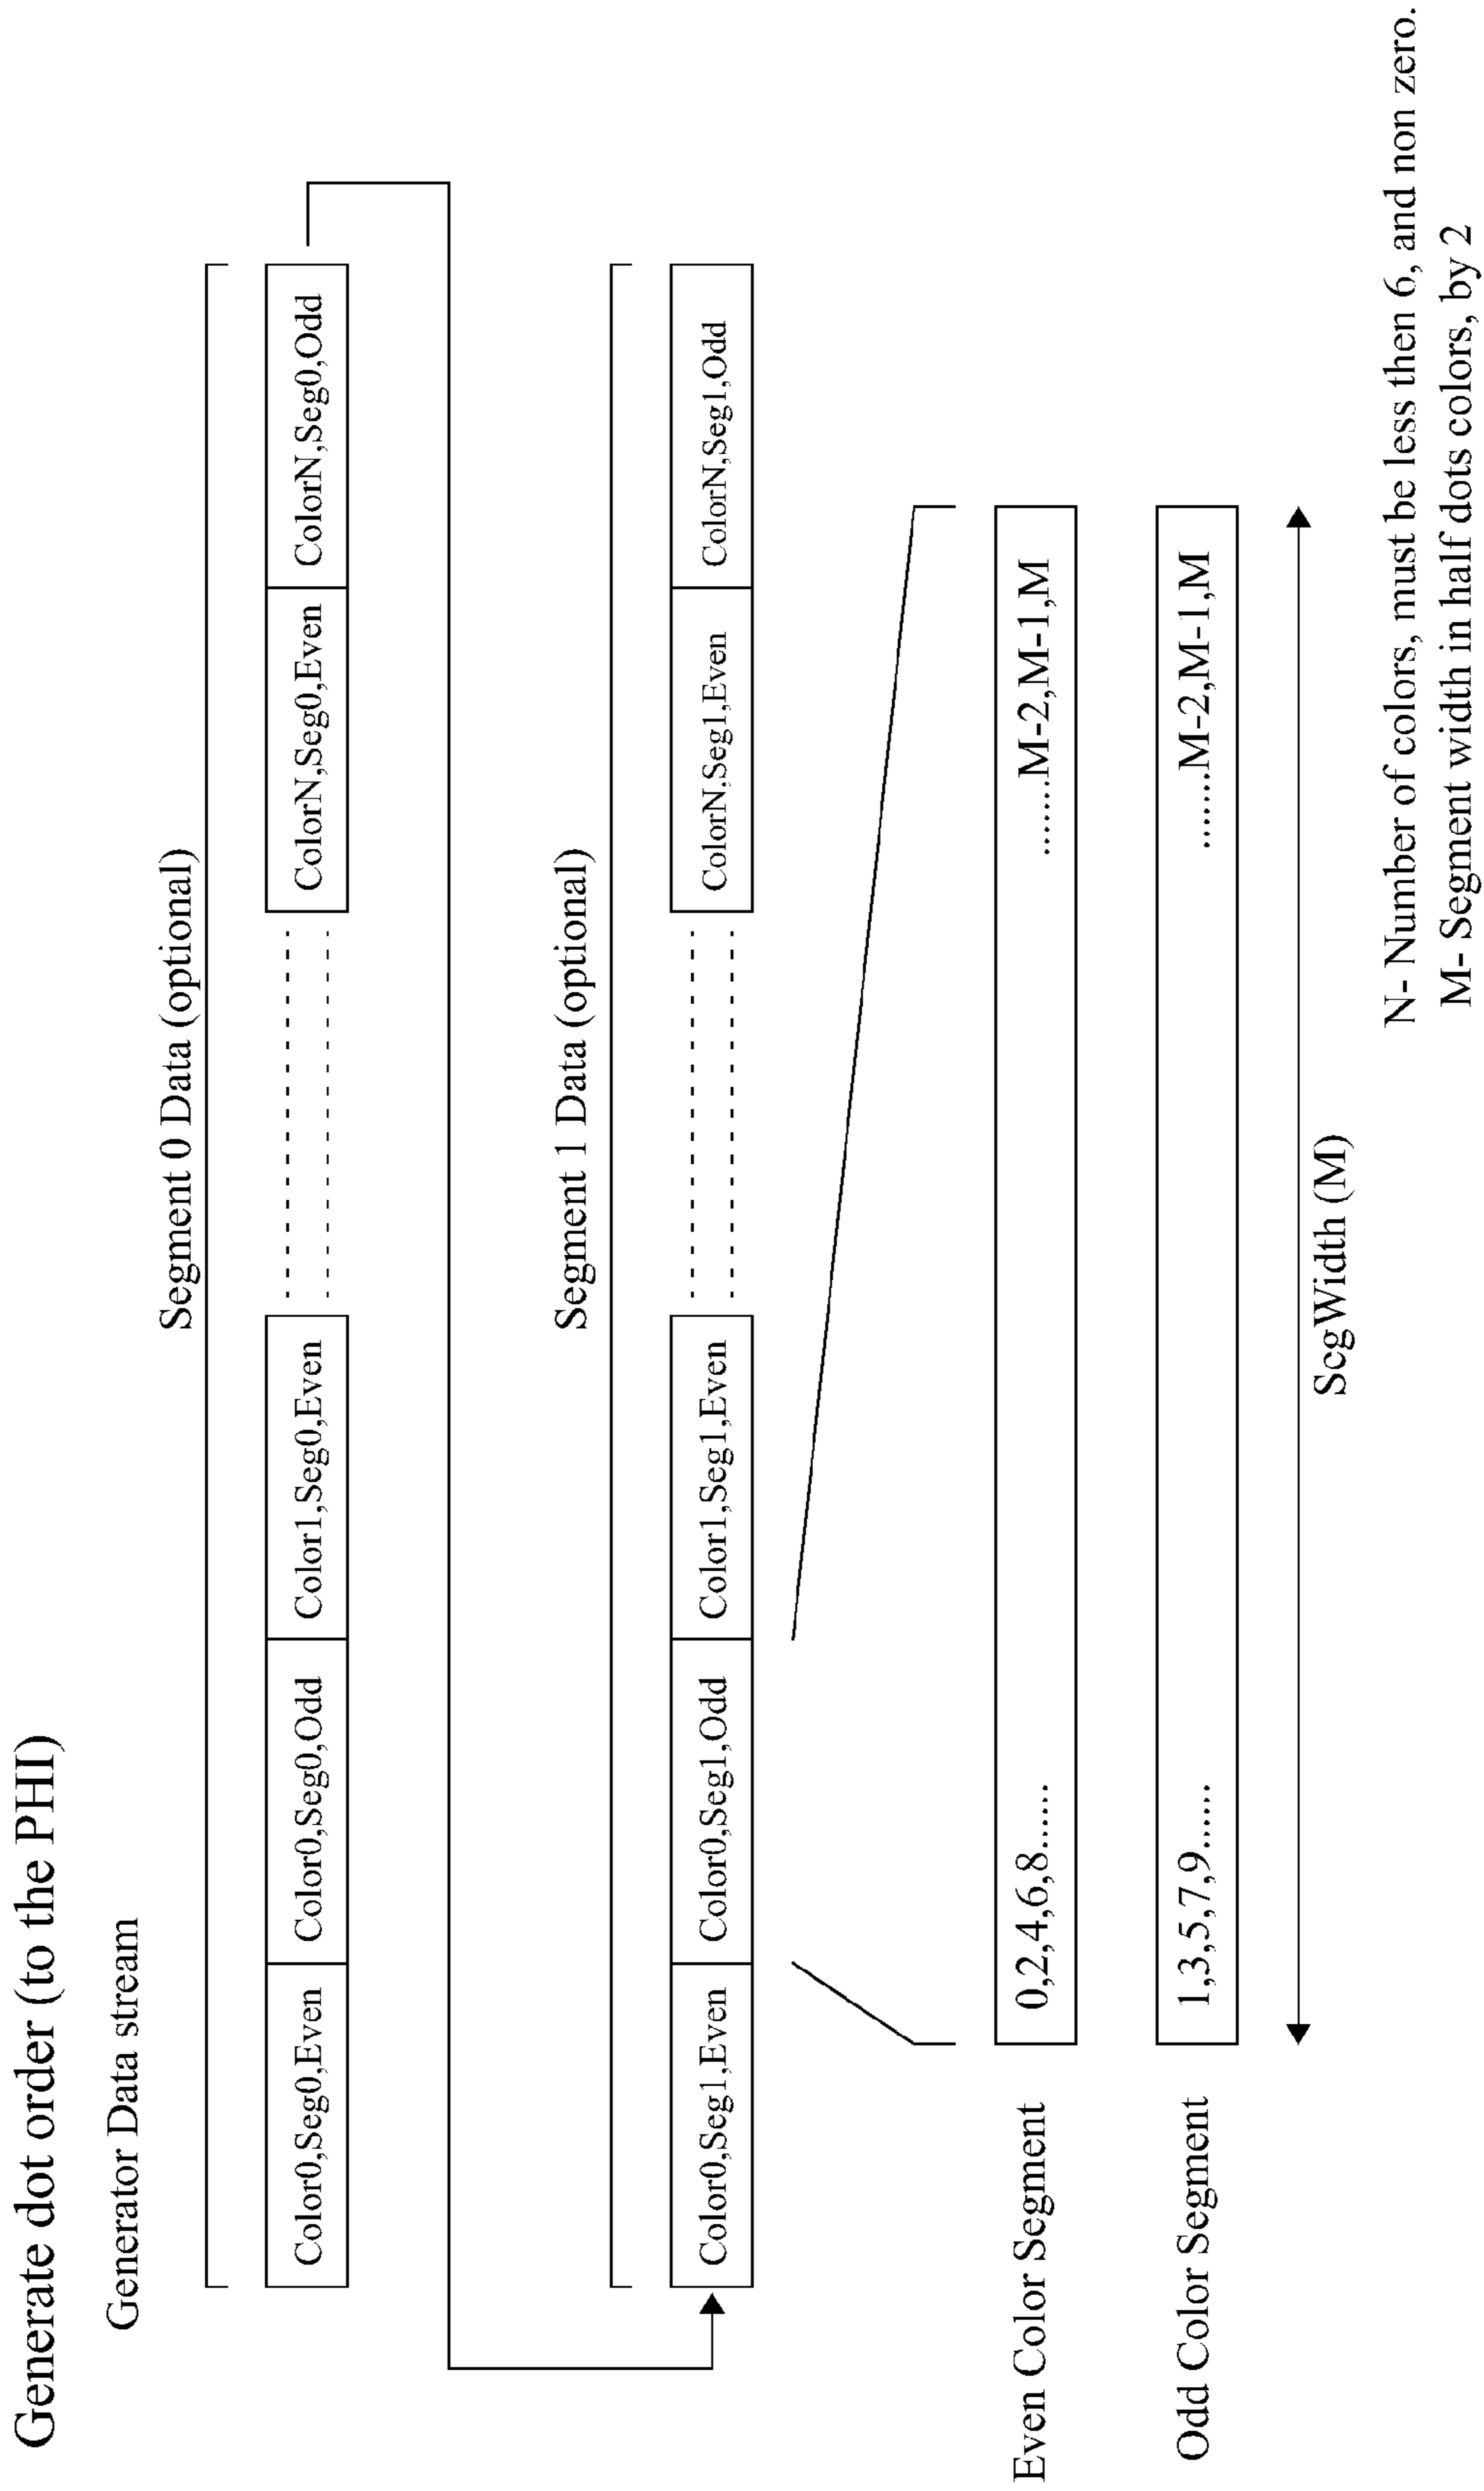 Generate dot order (to the PHI)
Generator Data stream
Segment 0 Data (optional)
Color0,Seg0,Even
Color0,Seg0,Odd
Color1,Seg0,Even
ColorN,Seg0,Even
ColorN,Seg0,Odd
Segment 1 Data (optional)
Color0,Seg1,Even
Color0,Seg1,Odd
Color1,Seg1,Even
ColorN,Seg1,Even
ColorN,Seg1,Odd
Even Color Segment
0,2,4,6,8......
.......M-2,M-1,M
Odd Color Segment
1,3,5,7,9......
.......M-2,M-1,M
SegWidth (M)
N- Number of colors, must be less then 6, and non zero.
M- Segment width in half dots colors, by 2